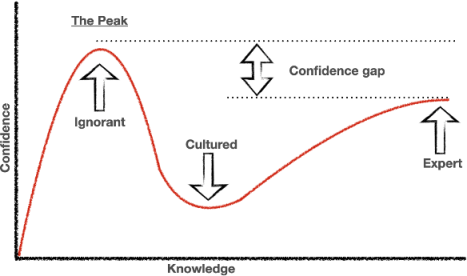 The Peak
Confidence gap
Ignorant
Cultured
Expert
Confidence
Knowledge